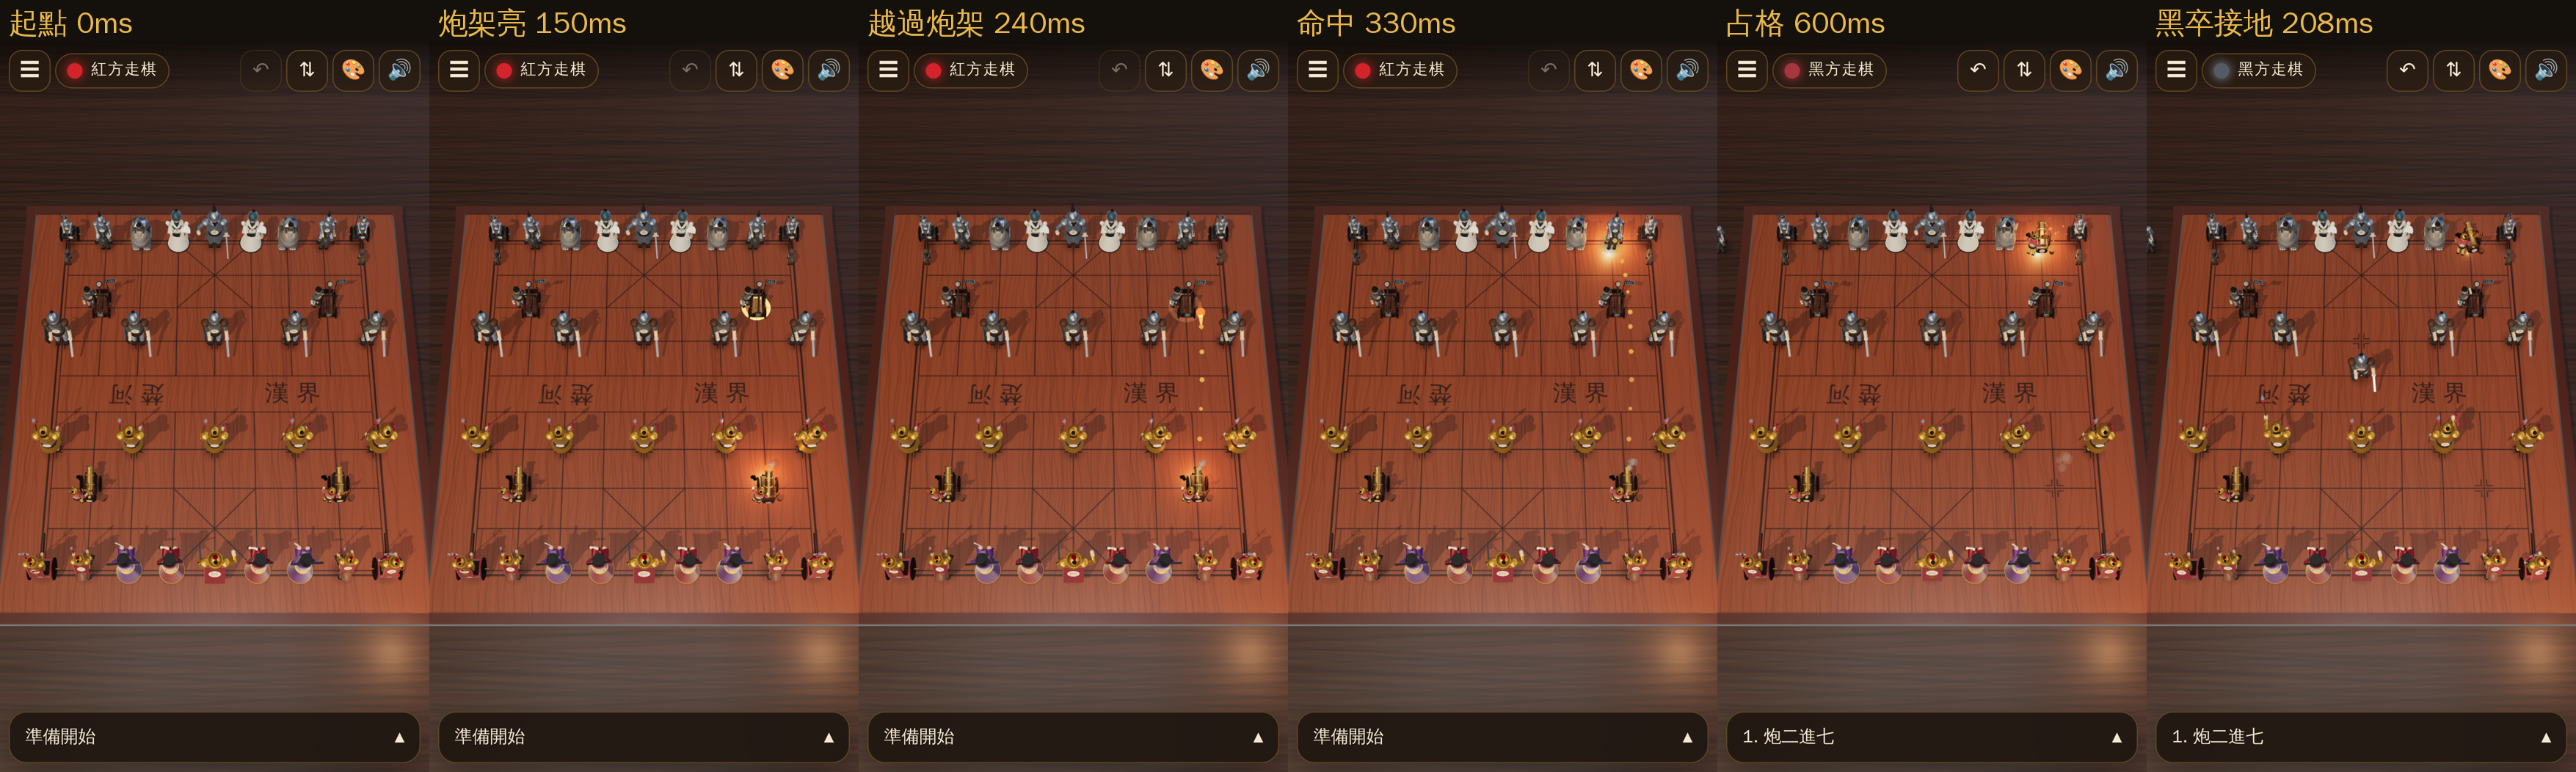 起點 0ms
紅方走棋
河 楚 漢 界
準備開始
炮架亮 150ms
紅方走棋
河 楚 漢 界
準備開始
越過炮架 240ms
紅方走棋
河 楚 漢 界
準備開始
命中 330ms
紅方走棋
河 楚 漢 界
準備開始
占格 600ms
黑方走棋
河 楚 漢 界
1. 炮二進七
黑卒接地 208ms
黑方走棋
河 楚 漢 界
1. 炮二進七